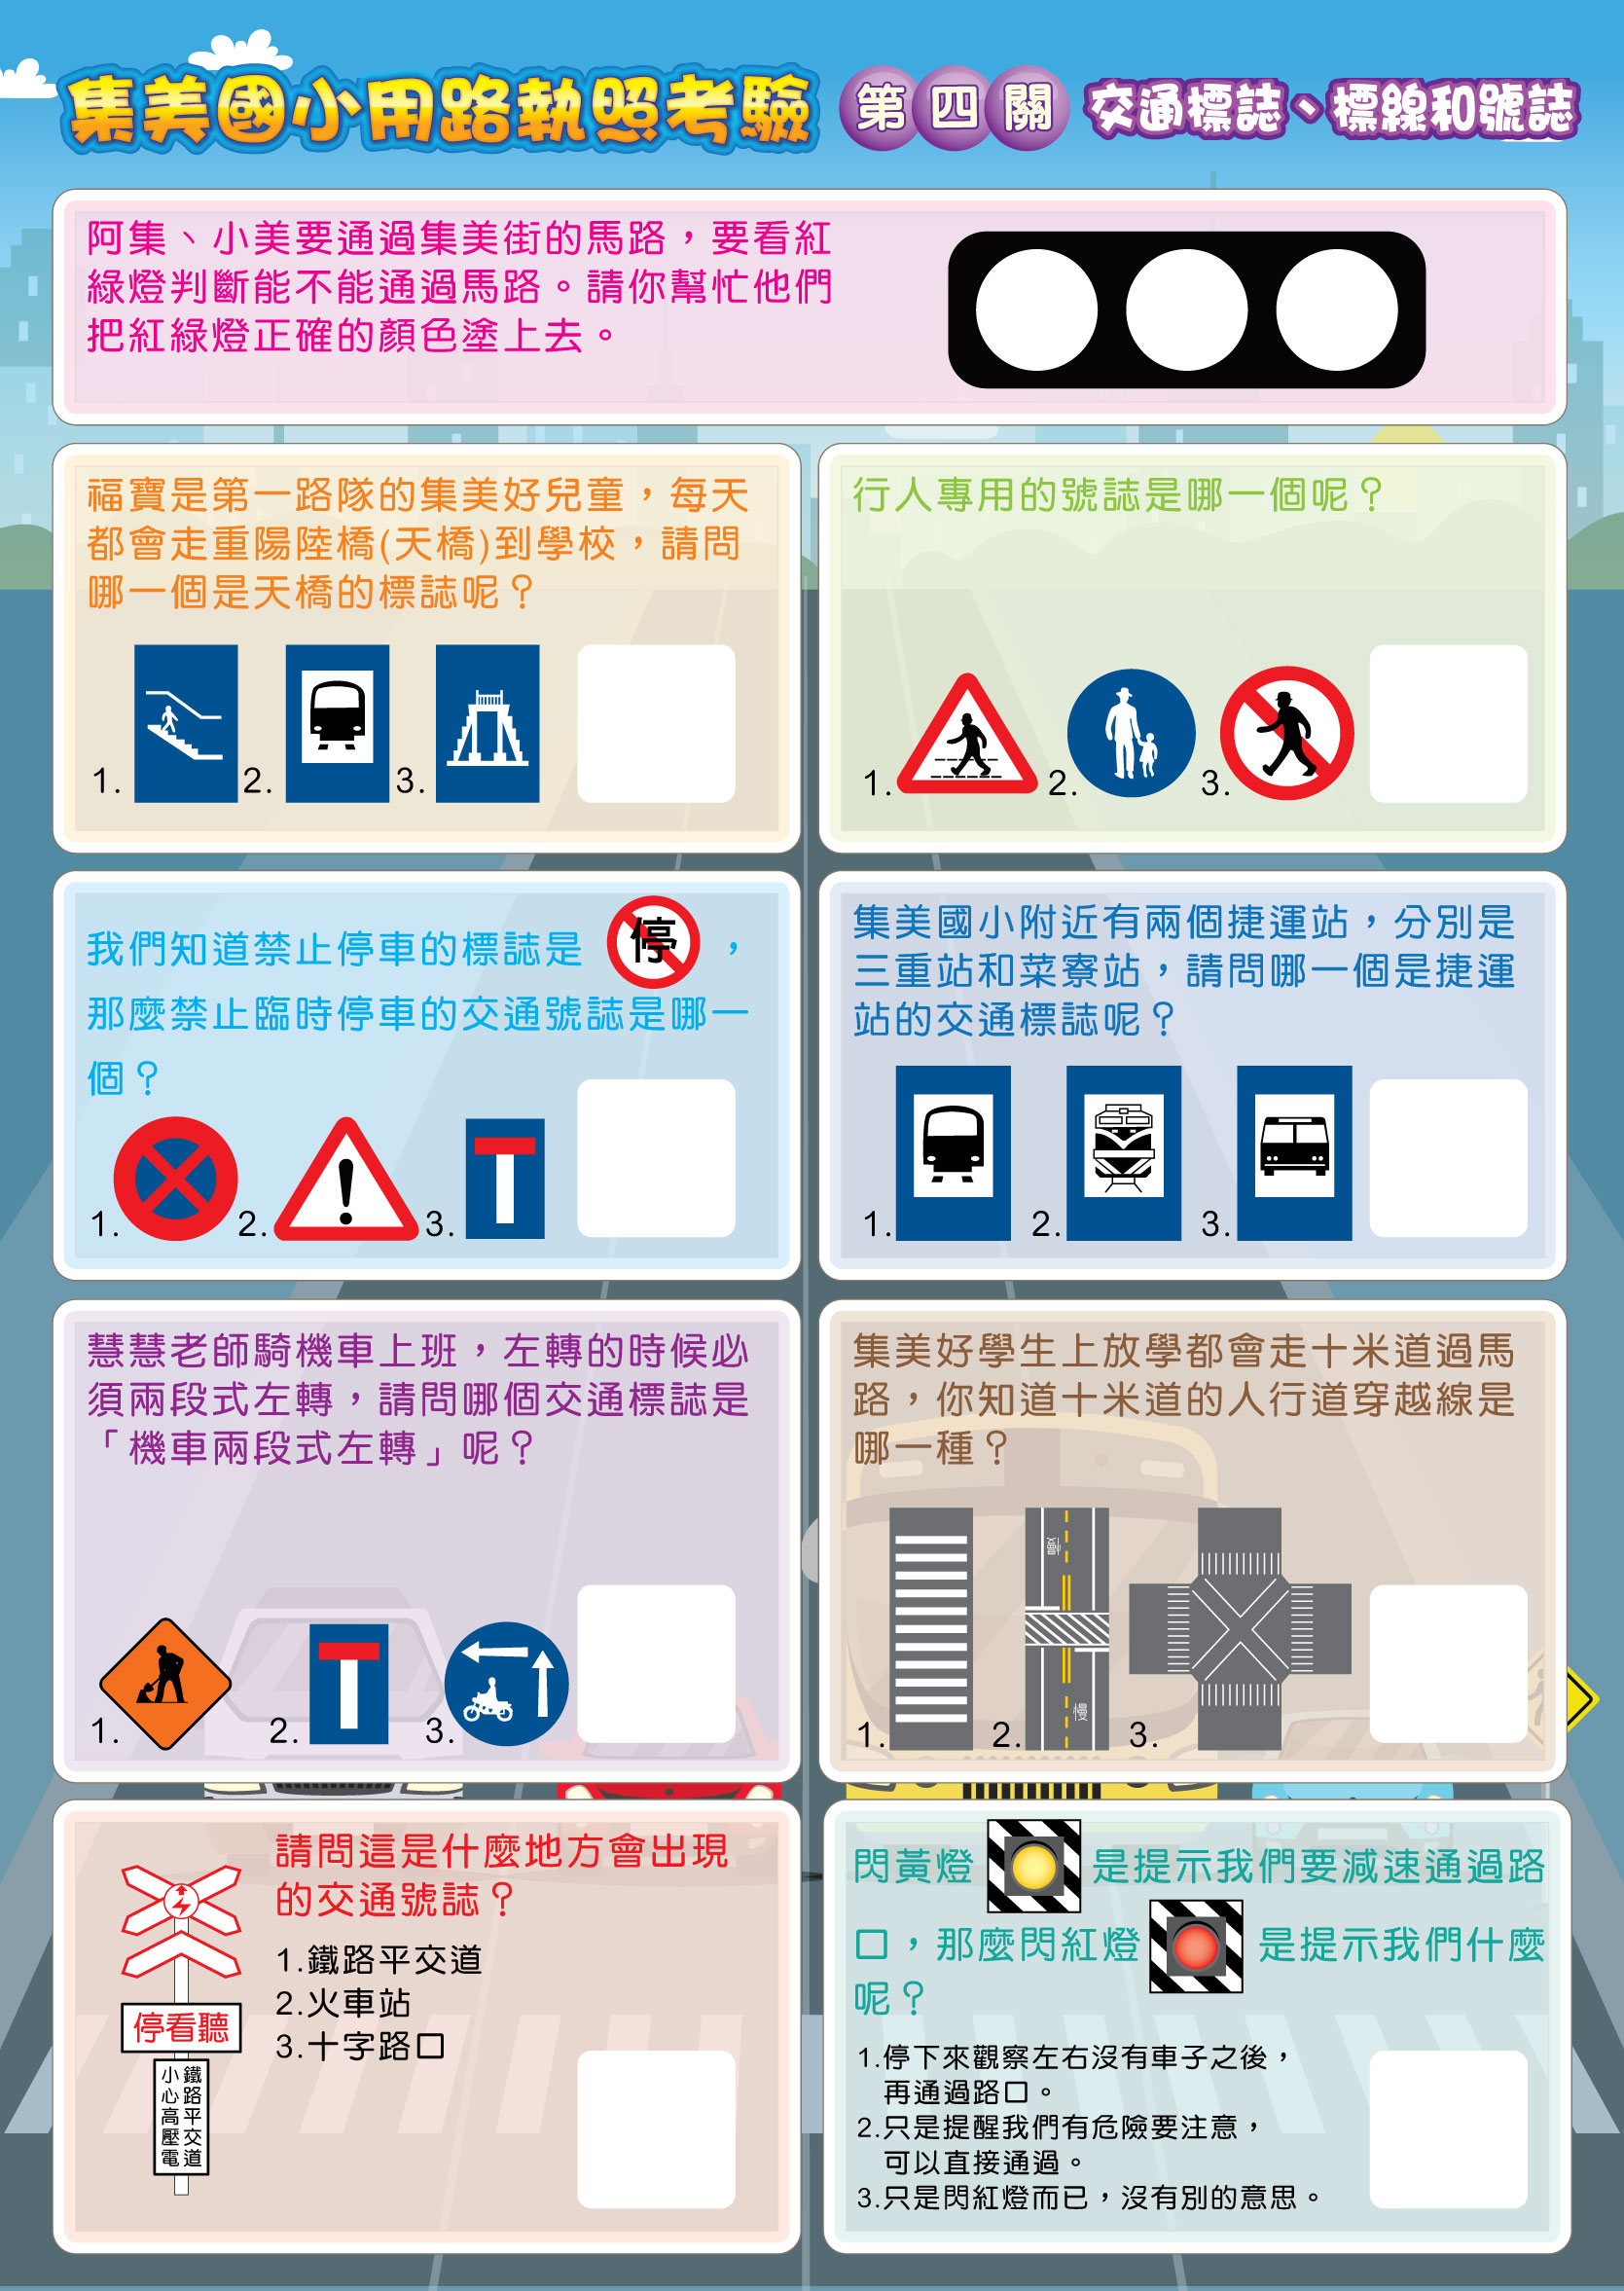 集美國小用路執照考驗 第四關 交通標誌、標線和號誌
阿集、小美要通過集美街的馬路，要看紅
綠燈判斷能不能通過馬路。請你幫忙他們
把紅綠燈正確的顏色塗上去。
福寶是第一路隊的集美好兒童，每天
都會走重陽陸橋(天橋)到學校，請問
哪一個是天橋的標誌呢？
1. 2. 3.
行人專用的號誌是哪一個呢？
1. 2. 3.
我們知道禁止停車的標誌是 停 ，
那麼禁止臨時停車的交通號誌是哪一
個？
1. 2. 3.
集美國小附近有兩個捷運站，分別是
三重站和菜寮站，請問哪一個是捷運
站的交通標誌呢？
1. 2. 3.
慧慧老師騎機車上班，左轉的時候必
須兩段式左轉，請問哪個交通標誌是
「機車兩段式左轉」呢？
1. 2. 3.
集美好學生上放學都會走十米道過馬
路，你知道十米道的人行道穿越線是
哪一種？
慢
慢
1. 2. 3.
請問這是什麼地方會出現
的交通號誌？
1.鐵路平交道
2.火車站
3.十字路口
停看聽
鐵路平交道
小心高壓電
閃黃燈 是提示我們要減速通過路
口，那麼閃紅燈 是提示我們什麼
呢？
1.停下來觀察左右沒有車子之後，
再通過路口。
2.只是提醒我們有危險要注意，
可以直接通過。
3.只是閃紅燈而已，沒有別的意思。